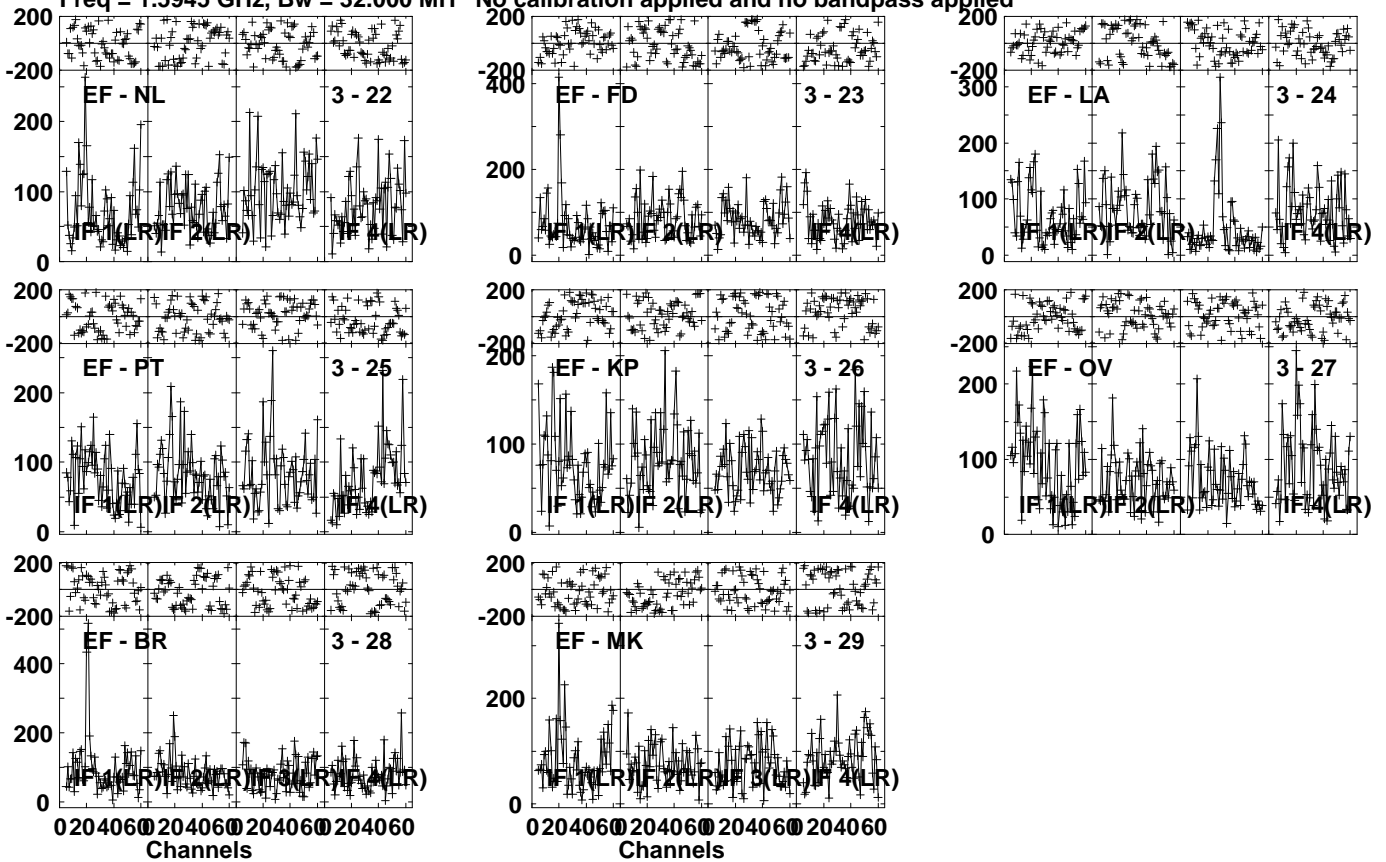 Freq = 1.5945 GHz, Bw = 32.000 MH No calibration applied and no bandpass applied
200
-200
EF - NL
3 - 22
200
100
0
IF 1(LR)
IF 2(LR)
IF 4(LR)
200
-200
400
EF - FD
3 - 23
200
0
IF 1(LR)
IF 2(LR)
IF 4(LR)
200
-200
300
EF - LA
3 - 24
200
100
0
IF 1(LR)
IF 2(LR)
IF 4(LR)
200
-200
EF - PT
3 - 25
200
100
0
IF 1(LR)
IF 2(LR)
IF 4(LR)
200
-200
200
EF - KP
3 - 26
100
0
IF 1(LR)
IF 2(LR)
IF 4(LR)
200
-200
EF - OV
3 - 27
200
100
0
IF 1(LR)
IF 2(LR)
IF 4(LR)
200
-200
EF - BR
3 - 28
400
200
0
IF 1(LR)
IF 2(LR)
IF 3(LR)
IF 4(LR)
0 20 40 60 0 20 40 60 0 20 40 60 0 20 40 60
Channels
200
-200
EF - MK
3 - 29
200
0
IF 1(LR)
IF 2(LR)
IF 3(LR)
IF 4(LR)
0 20 40 60 0 20 40 60 0 20 40 60 0 20 40 60
Channels